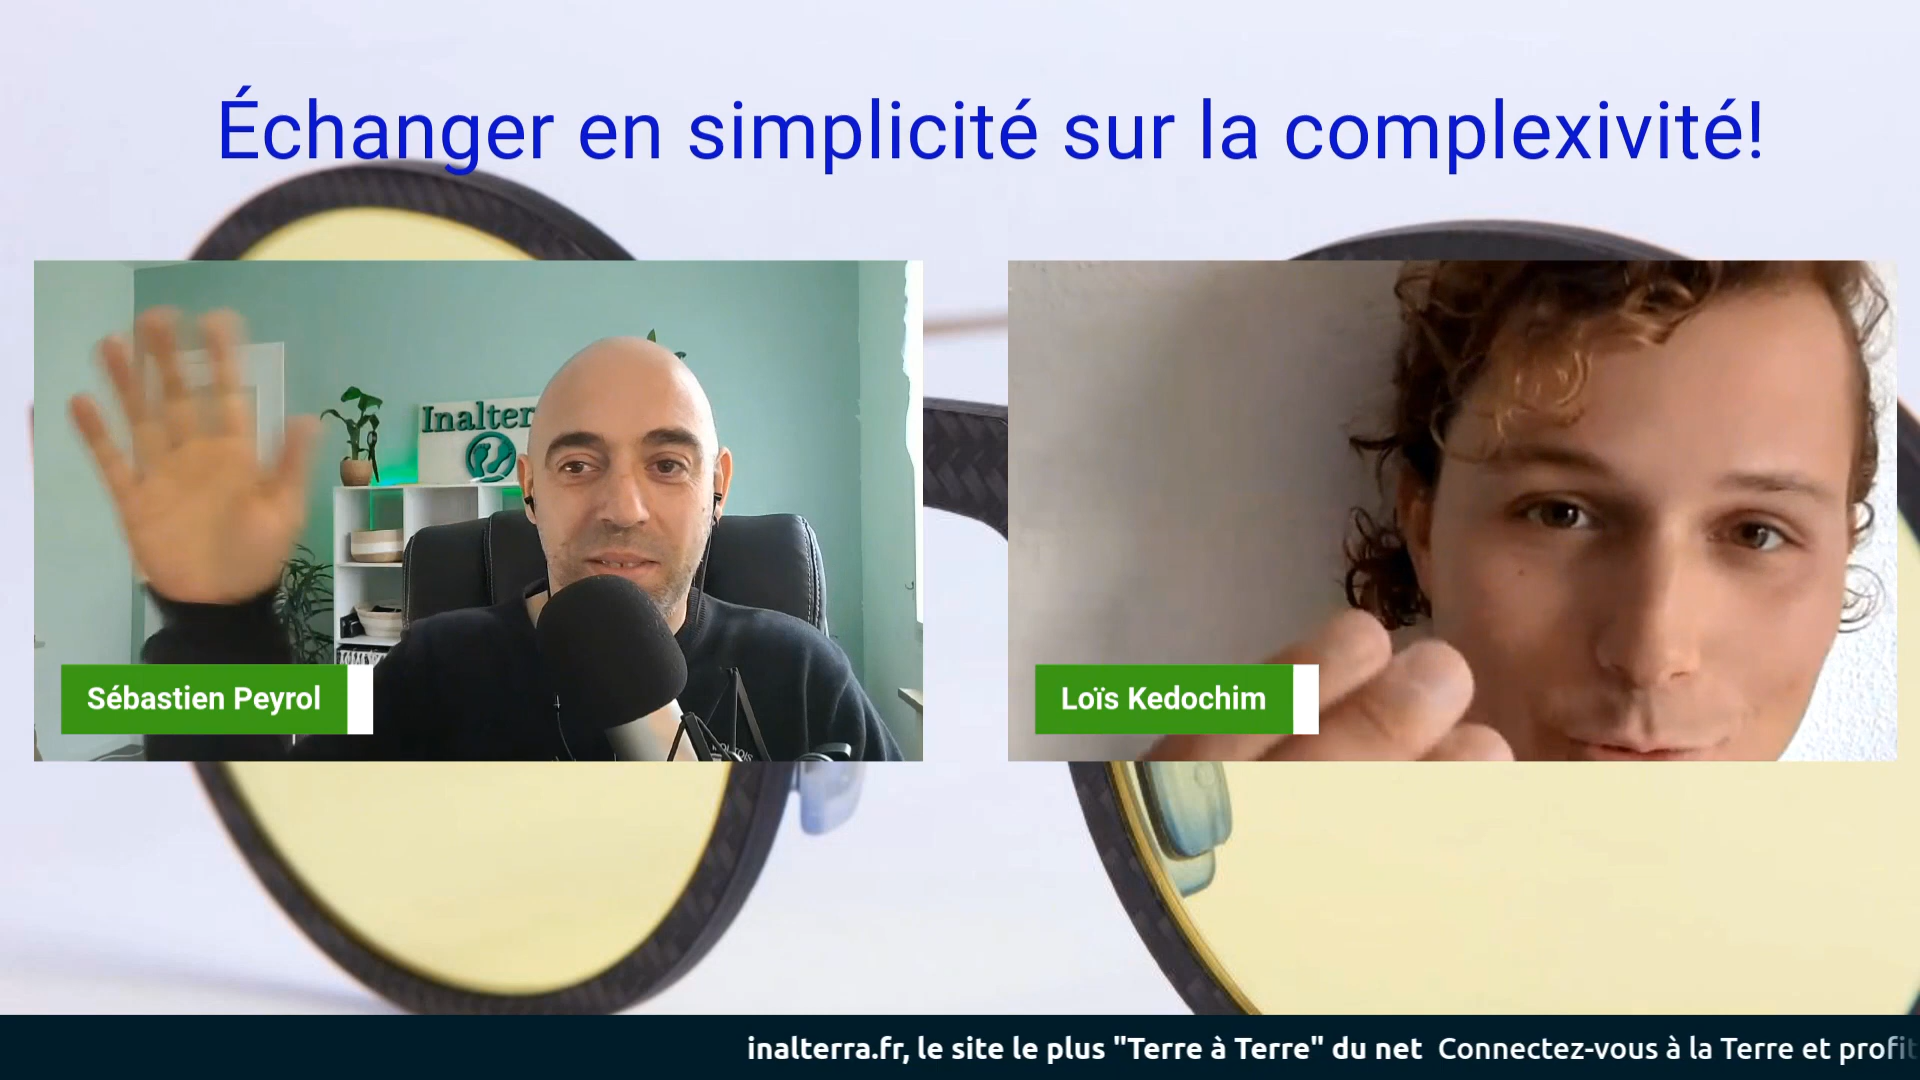 Échanger en simplicité sur la complexivité!
Inalter
Sébastien Peyrol
Loïs Kedochim
inalterra.fr, le site le plus "Terre à Terre" du net Connectez-vous à la Terre et profit